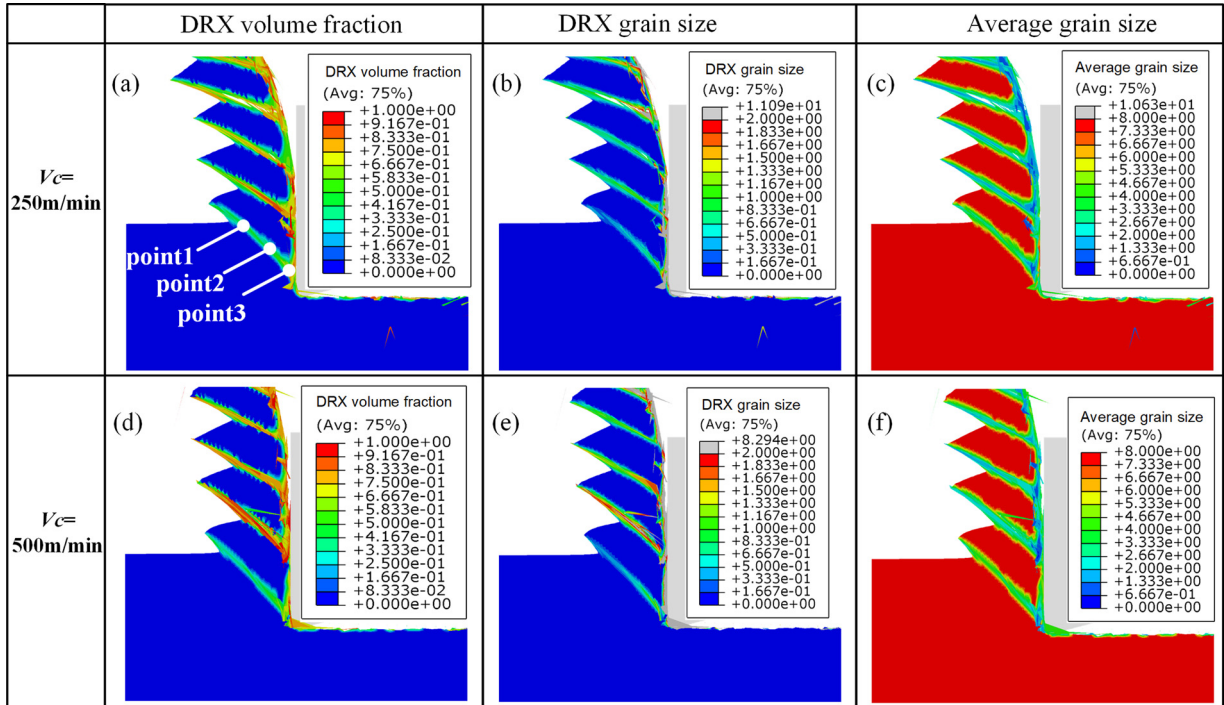 DRX volume fraction
DRX grain size
Average grain size
Vc=
250m/min
(a)
DRX volume fraction
(Avg: 75%)
+1.000e+00
+9.167e-01
+8.333e-01
+7.500e-01
+6.667e-01
+5.833e-01
+5.000e-01
+4.167e-01
+3.333e-01
+2.500e-01
+1.667e-01
+8.333e-02
+0.000e+00
point1
point2
point3
(b)
DRX grain size
(Avg: 75%)
+1.109e+01
+2.000e+00
+1.833e+00
+1.667e+00
+1.500e+00
+1.333e+00
+1.167e+00
+1.000e+00
+8.333e-01
+6.667e-01
+5.000e-01
+3.333e-01
+1.667e-01
+0.000e+00
(c)
Average grain size
(Avg: 75%)
+1.063e+01
+8.000e+00
+7.333e+00
+6.667e+00
+6.000e+00
+5.333e+00
+4.667e+00
+4.000e+00
+3.333e+00
+2.667e+00
+2.000e+00
+1.333e+00
+6.667e-01
+0.000e+00
Vc=
500m/min
(d)
DRX volume fraction
(Avg: 75%)
+1.000e+00
+9.167e-01
+8.333e-01
+7.500e-01
+6.667e-01
+5.833e-01
+5.000e-01
+4.167e-01
+3.333e-01
+2.500e-01
+1.667e-01
+8.333e-02
+0.000e+00
(e)
DRX grain size
(Avg: 75%)
+8.294e+00
+2.000e+00
+1.833e+00
+1.667e+00
+1.500e+00
+1.333e+00
+1.167e+00
+1.000e+00
+8.333e-01
+6.667e-01
+5.000e-01
+3.333e-01
+1.667e-01
+0.000e+00
(f)
Average grain size
(Avg: 75%)
+8.000e+00
+7.333e+00
+6.667e+00
+6.000e+00
+5.333e+00
+4.667e+00
+4.000e+00
+3.333e+00
+2.667e+00
+2.000e+00
+1.333e+00
+6.667e-01
+0.000e+00